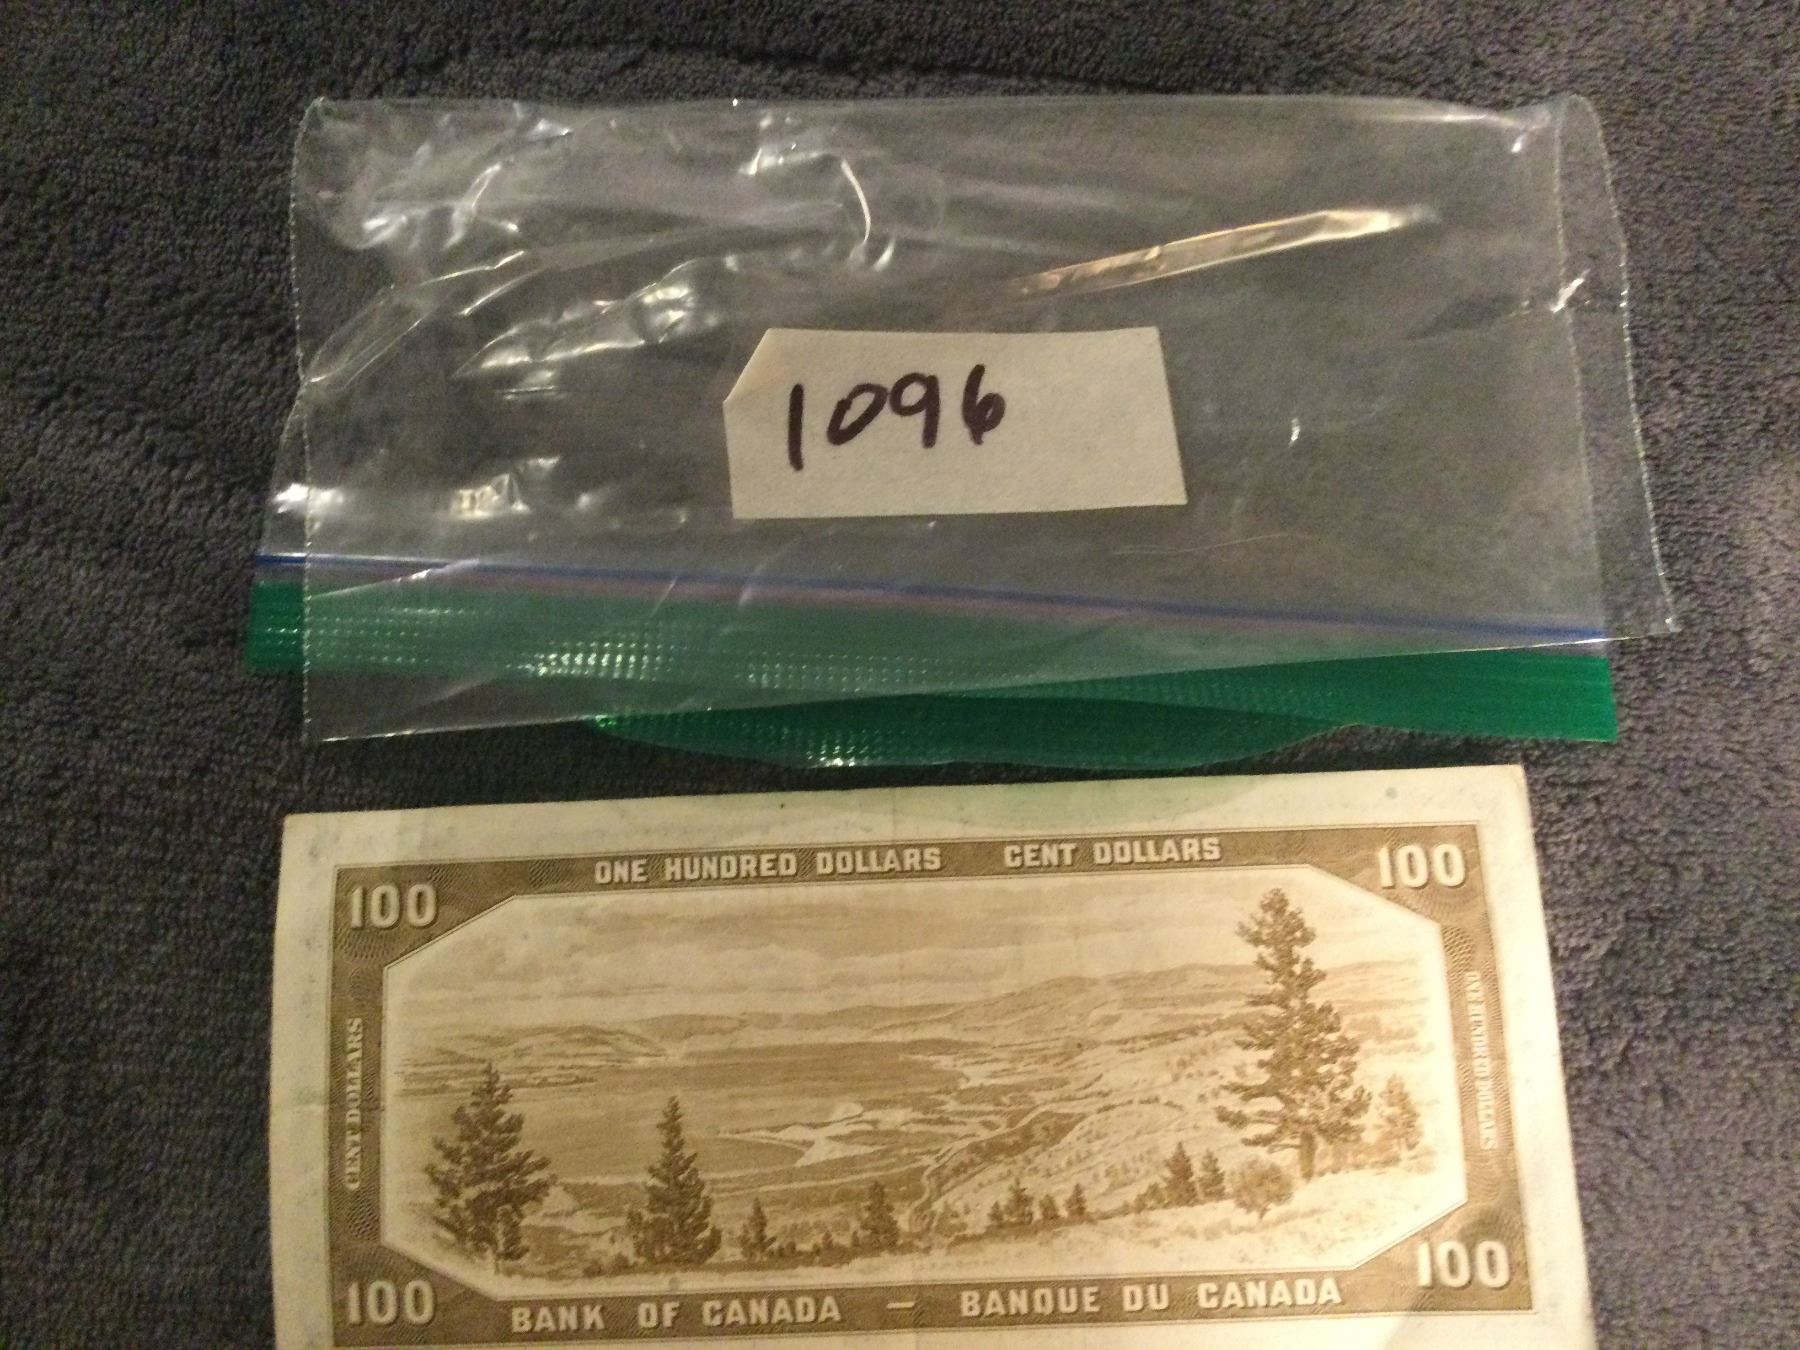 1096
ONE HUNDRED DOLLARS CENT DOLLARS
100 100
CENT DOLLARS
ONE HUNDRED DOLLARS
100 100
BANK OF CANADA — BANQUE DU CANADA